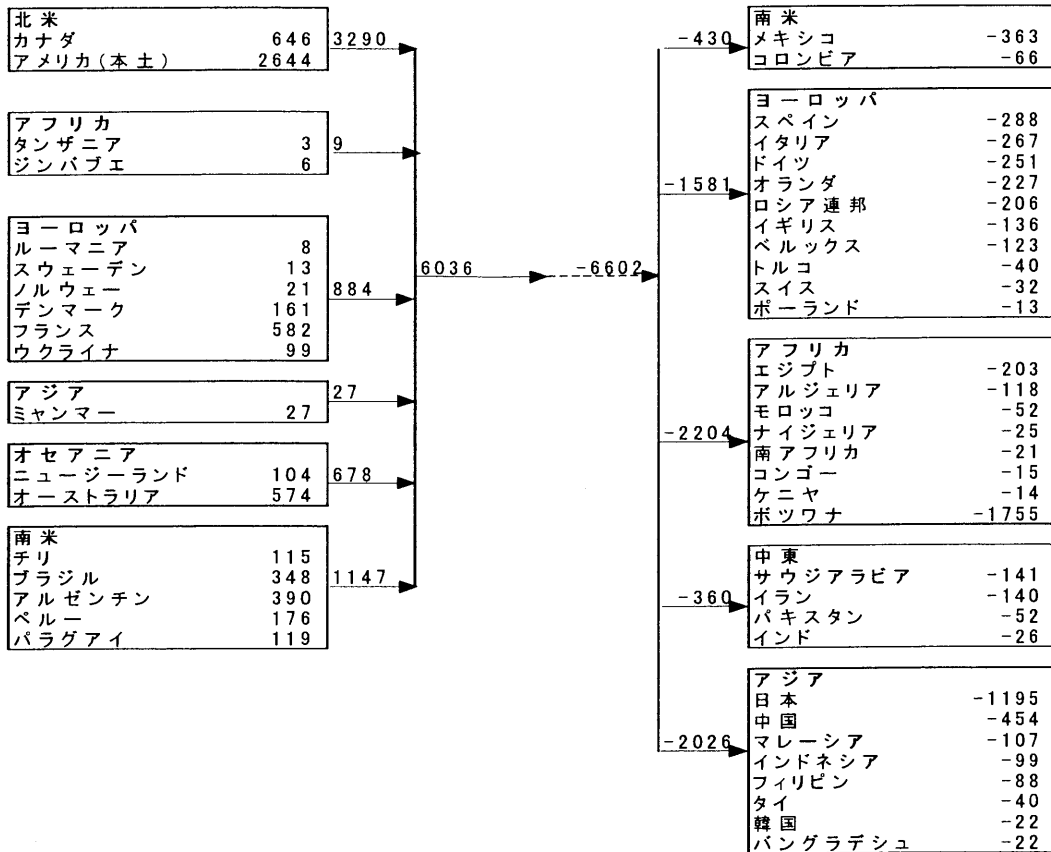 北米
カナダ 646
アメリカ(本土) 2644
3290
アフリカ
タンザニア 3
ジンバブエ 6
9
ヨーロッパ
ルーマニア 8
スウェーデン 13
ノルウェー 21
デンマーク 161
フランス 582
ウクライナ 99
884
アジア
ミャンマー 27
27
オセアニア
ニュージーランド 104
オーストラリア 574
678
南米
チリ 115
ブラジル 348
アルゼンチン 390
ペルー 176
パラグアイ 119
1147
6036
-6602
-430
南米
メキシコ -363
コロンビア -66
-1581
ヨーロッパ
スペイン -288
イタリア -267
ドイツ -251
オランダ -227
ロシア連邦 -206
イギリス -136
ベルックス -123
トルコ -40
スイス -32
ポーランド -13
-2204
アフリカ
エジプト -203
アルジェリア -118
モロッコ -52
ナイジェリア -25
南アフリカ -21
コンゴー -15
ケニヤ -14
ボツワナ -1755
-360
中東
サウジアラビア -141
イラン -140
パキスタン -52
インド -26
-2026
アジア
日本 -1195
中国 -454
マレーシア -107
インドネシア -99
フィリピン -88
タイ -40
韓国 -22
バングラデシュ -22